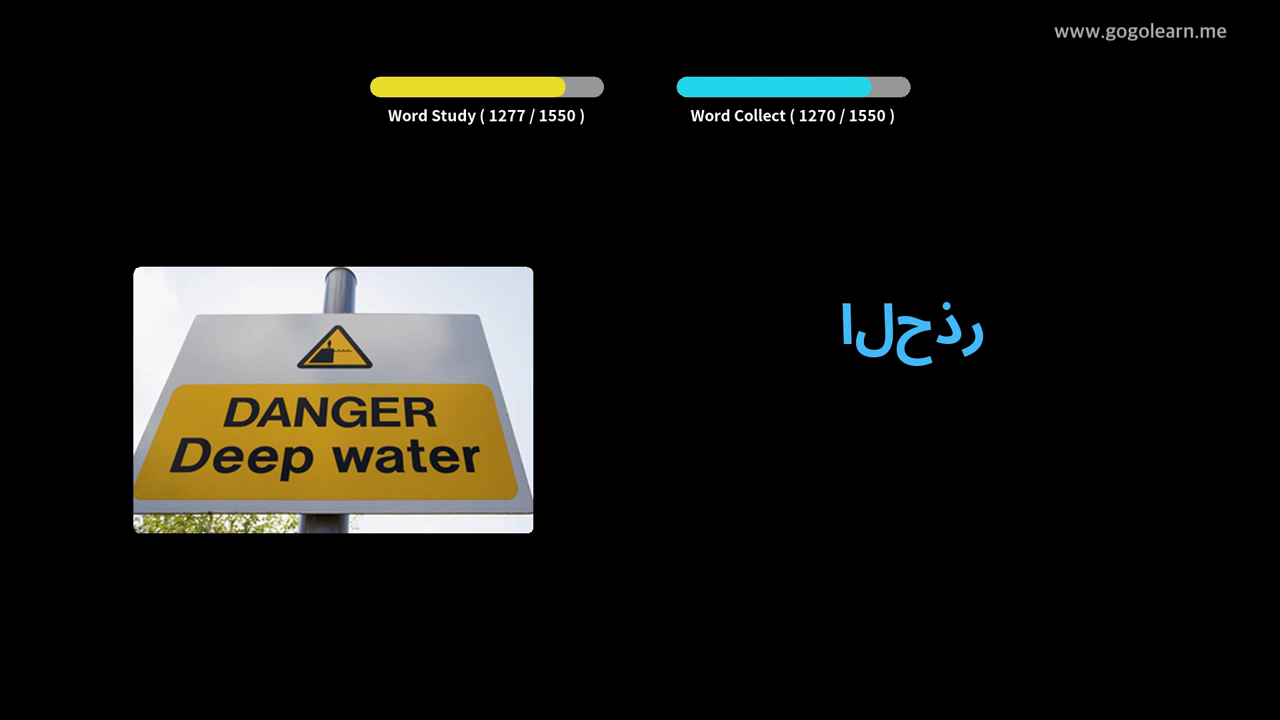 www.gogolearn.me
Word Study ( 1277 / 1550 )
Word Collect ( 1270 / 1550 )
DANGER
Deep water
الحذر